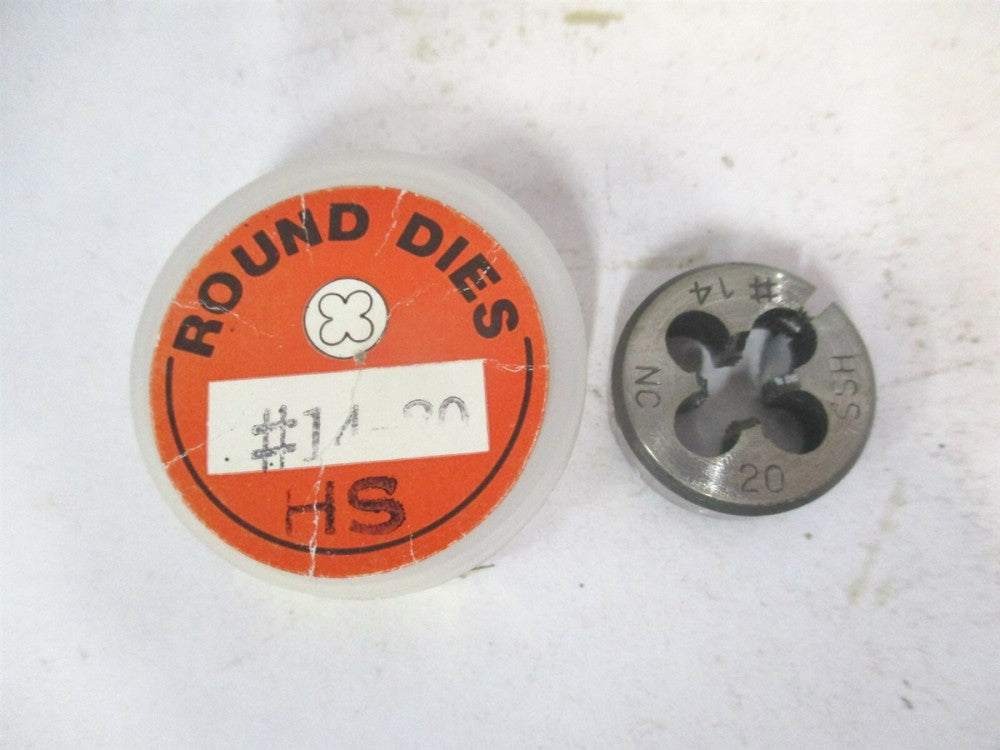 ROUND DIES
#14-20
HS
#14
HSS
20
NC